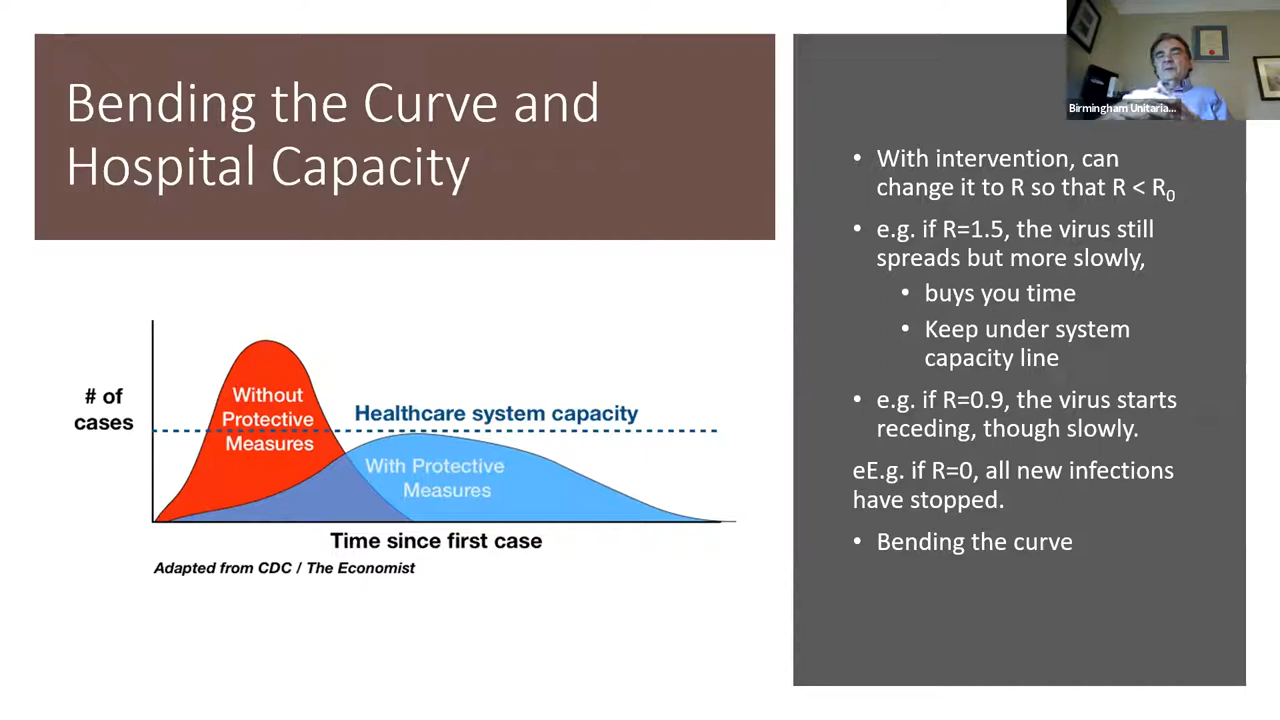 Bending the Curve and
Hospital Capacity
# of
cases
Without
Protective
Measures
Healthcare system capacity
With Protective
Measures
Time since first case
Adapted from CDC / The Economist
Birmingham Unitaria...
• With intervention, can
change it to R so that R < R₀
• e.g. if R=1.5, the virus still
spreads but more slowly,
• buys you time
• Keep under system
capacity line
• e.g. if R=0.9, the virus starts
receding, though slowly.
eE.g. if R=0, all new infections
have stopped.
• Bending the curve